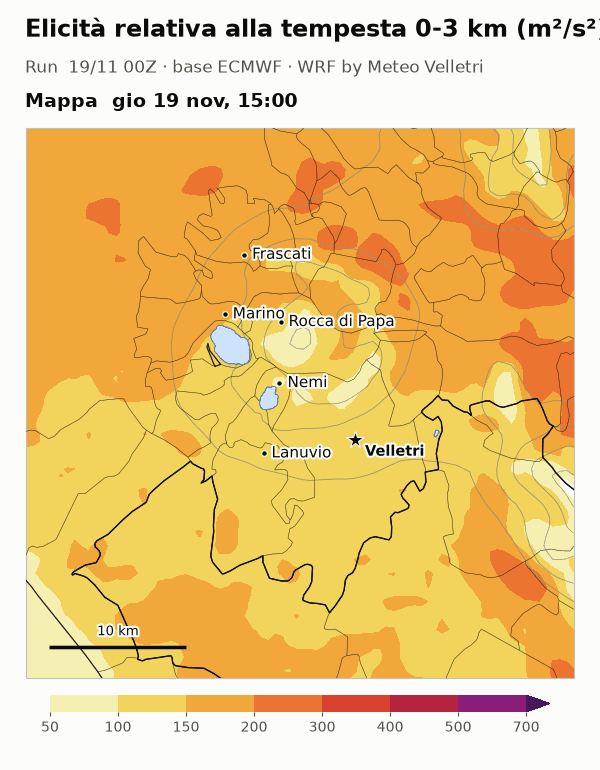 Elicità relativa alla tempesta 0-3 km (m²/s²)
Run  19/11 00Z · base ECMWF · WRF by Meteo Velletri
Mappa  gio 19 nov, 15:00
Frascati
Marino
Rocca di Papa
Nemi
Velletri
Lanuvio
10 km
50 100 150 200 300 400 500 700